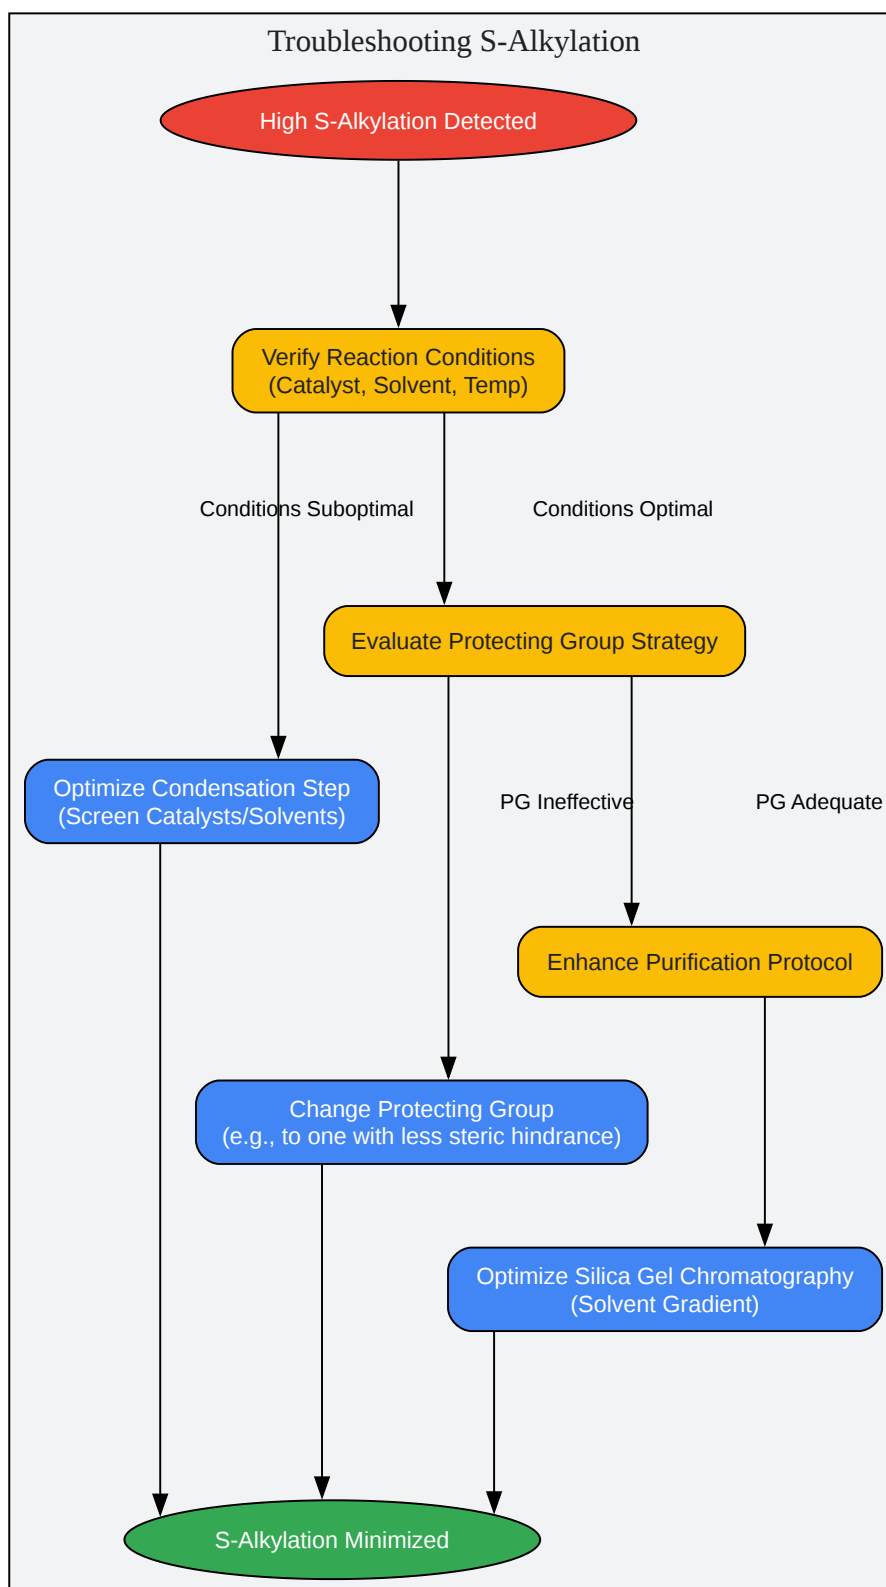 Troubleshooting S-Alkylation
High S-Alkylation Detected
Verify Reaction Conditions
(Catalyst, Solvent, Temp)
Conditions Suboptimal
Conditions Optimal
Evaluate Protecting Group Strategy
Optimize Condensation Step
(Screen Catalysts/Solvents)
PG Ineffective
PG Adequate
Enhance Purification Protocol
Change Protecting Group
(e.g., to one with less steric hindrance)
Optimize Silica Gel Chromatography
(Solvent Gradient)
S-Alkylation Minimized